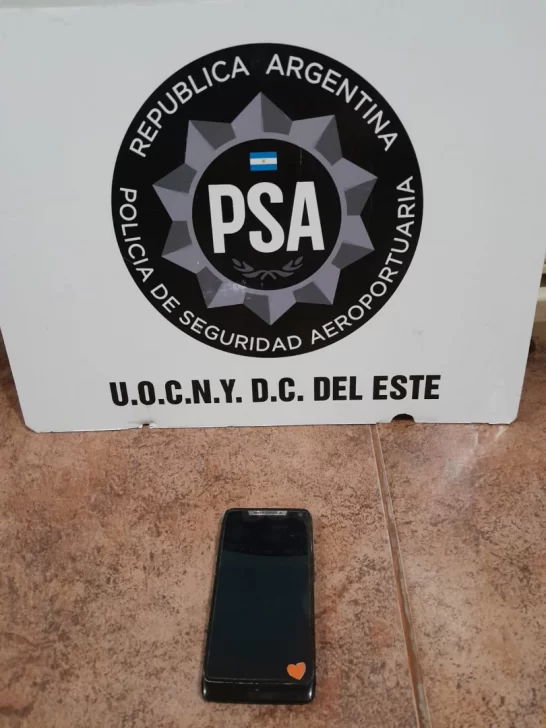 REPUBLICA ARGENTINA
PSA
POLICIA DE SEGURIDAD AEROPORTUARIA
U.O.C.N.Y. D.C. DEL ESTE